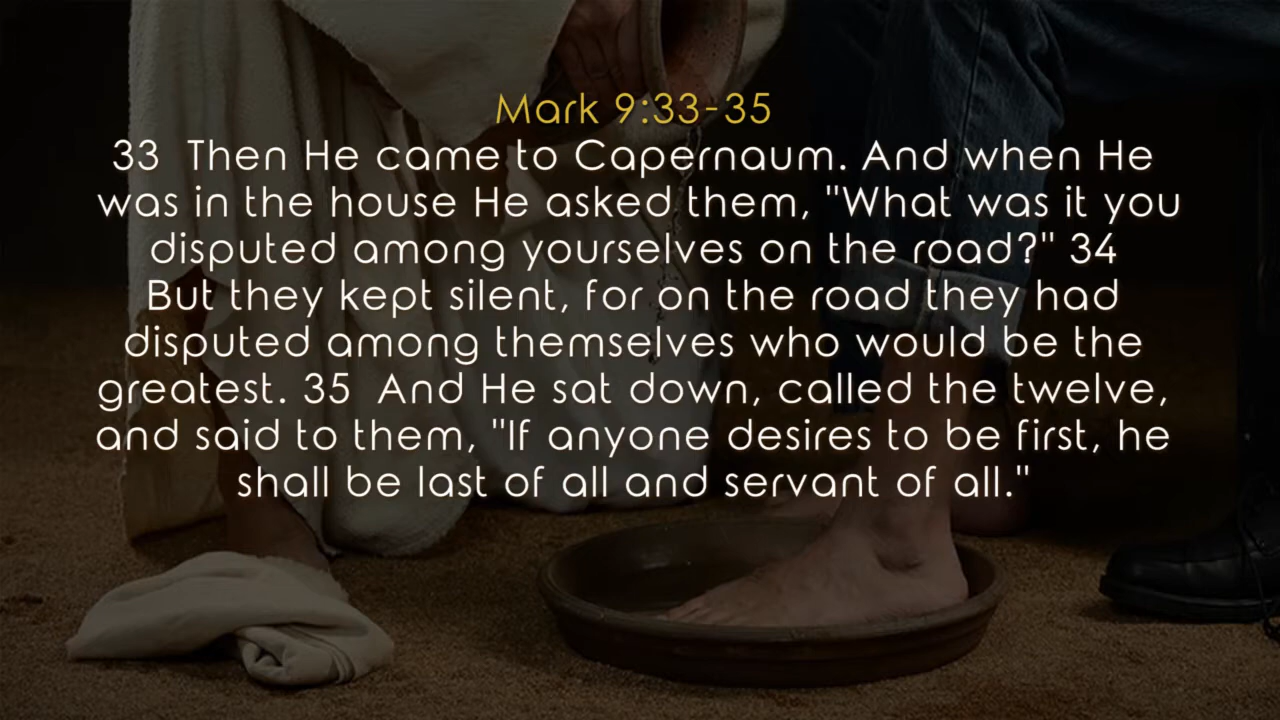 Mark 9:33-35
33  Then He came to Capernaum. And when He
was in the house He asked them, "What was it you
disputed among yourselves on the road?" 34
But they kept silent, for on the road they had
disputed among themselves who would be the
greatest. 35  And He sat down, called the twelve,
and said to them, "If anyone desires to be first, he
shall be last of all and servant of all."